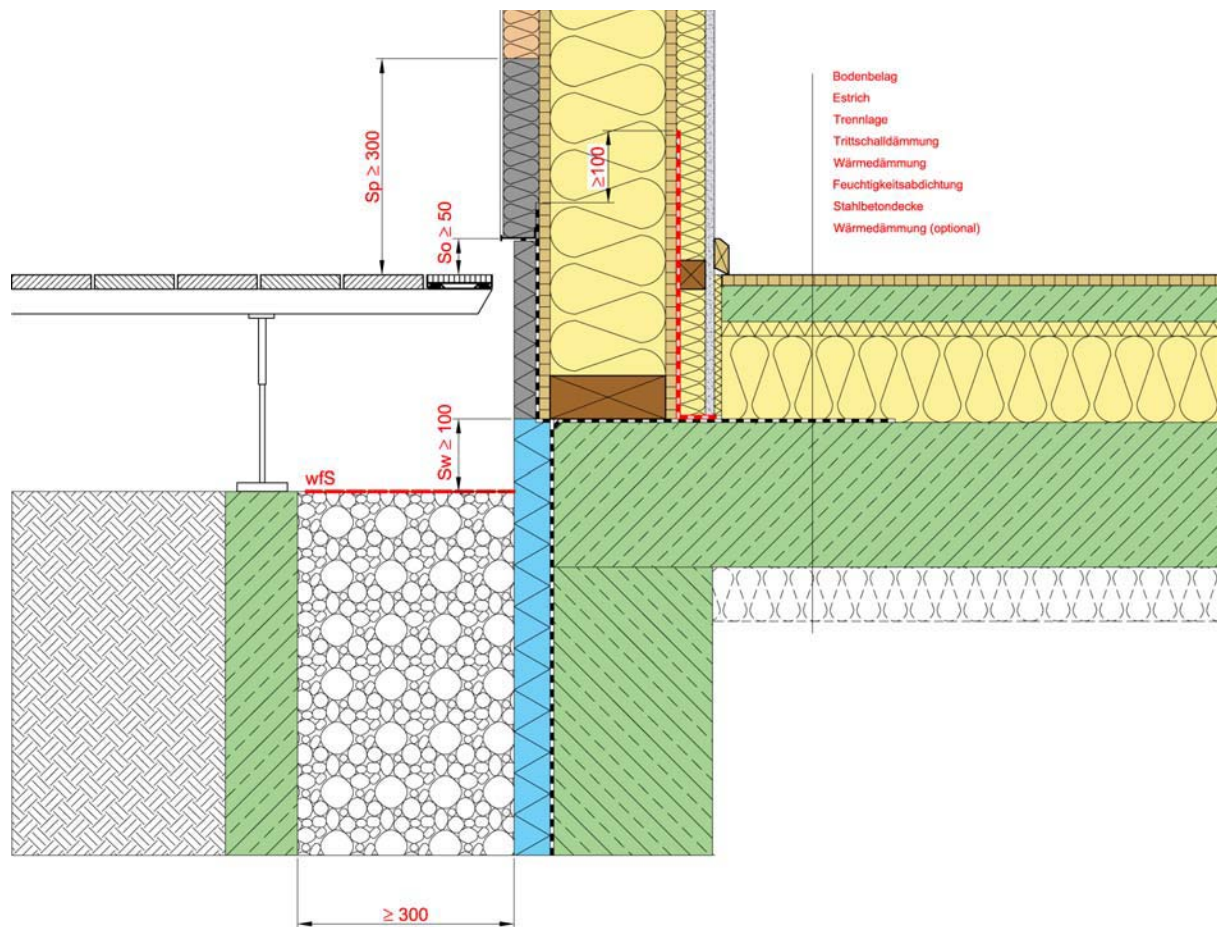 Bodenbelag
Estrich
Trennlage
Trittschalldämmung
Wärmedämmung
Feuchtigkeitsabdichtung
Stahlbetondecke
Wärmedämmung (optional)
Sp ≥ 300
≥100
So ≥ 50
Sw ≥ 100
wfS
≥ 300